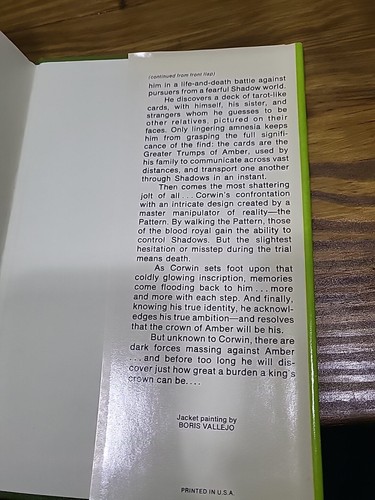 (continued from front flap)
him in a life-and-dejo battle against
pursuers from a fearful Shadow world.
He discovers a deck of tarot-like
cards, with himself, his sister, and
strangers whom he guesses to be
other relatives, pictured on their
faces. Only lingering amnesia keeps
him from grasping the full signifi-
cance of the find: the cards are the
Greater Trumps of Amber, used by
his family to communicate across vast
distances, and transport one another
through Shadows in an instant.
Then comes the most shattering
jolt of all... Corwin's confrontation
with an intricate design created by a
master manipulator of reality—the
Pattern. By walking the Pattern, those
of the blood royal gain the ability to
control Shadows. But the slightest
hesitation or misstep during the trial
means death.
As Corwin sets foot upon that
coldly glowing inscription, memories
come flooding back to him... more
and more with each step. And finally,
knowing his true identity, he acknowl-
edges his true ambition—and resolves
that the crown of Amber will be his.
But unknown to Corwin, there are
dark forces massing against Amber
... and before too long he will dis-
cover just how great a burden a king's
crown can be....
Jacket painting by
BORIS VALLEJO
PRINTED IN U.S.A.